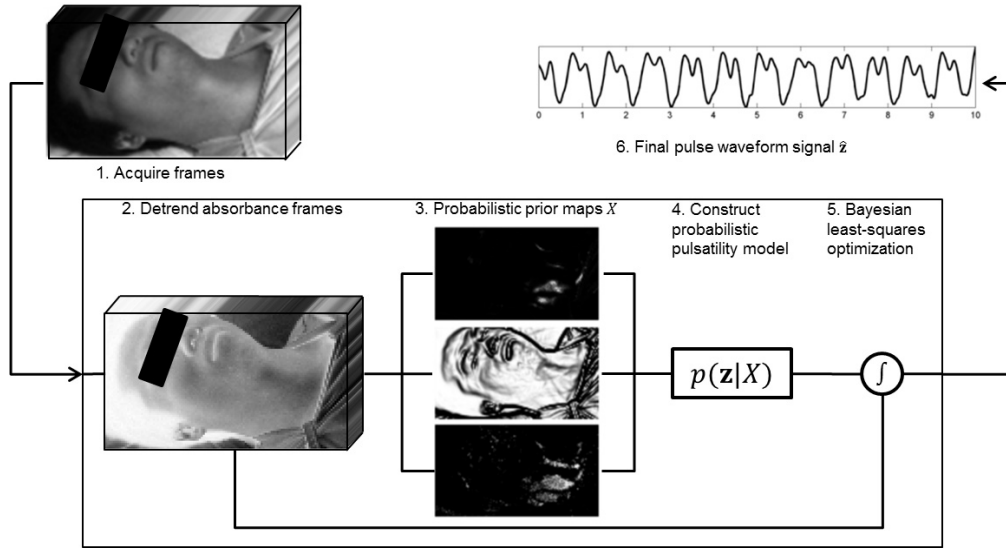 0 1 2 3 4 5 6 7 8 9 10
6. Final pulse waveform signal ẑ
1. Acquire frames
2. Detrend absorbance frames
3. Probabilistic prior maps X
4. Construct
probabilistic
pulsatility model
5. Bayesian
least-squares
optimization
p(z|X)
∫